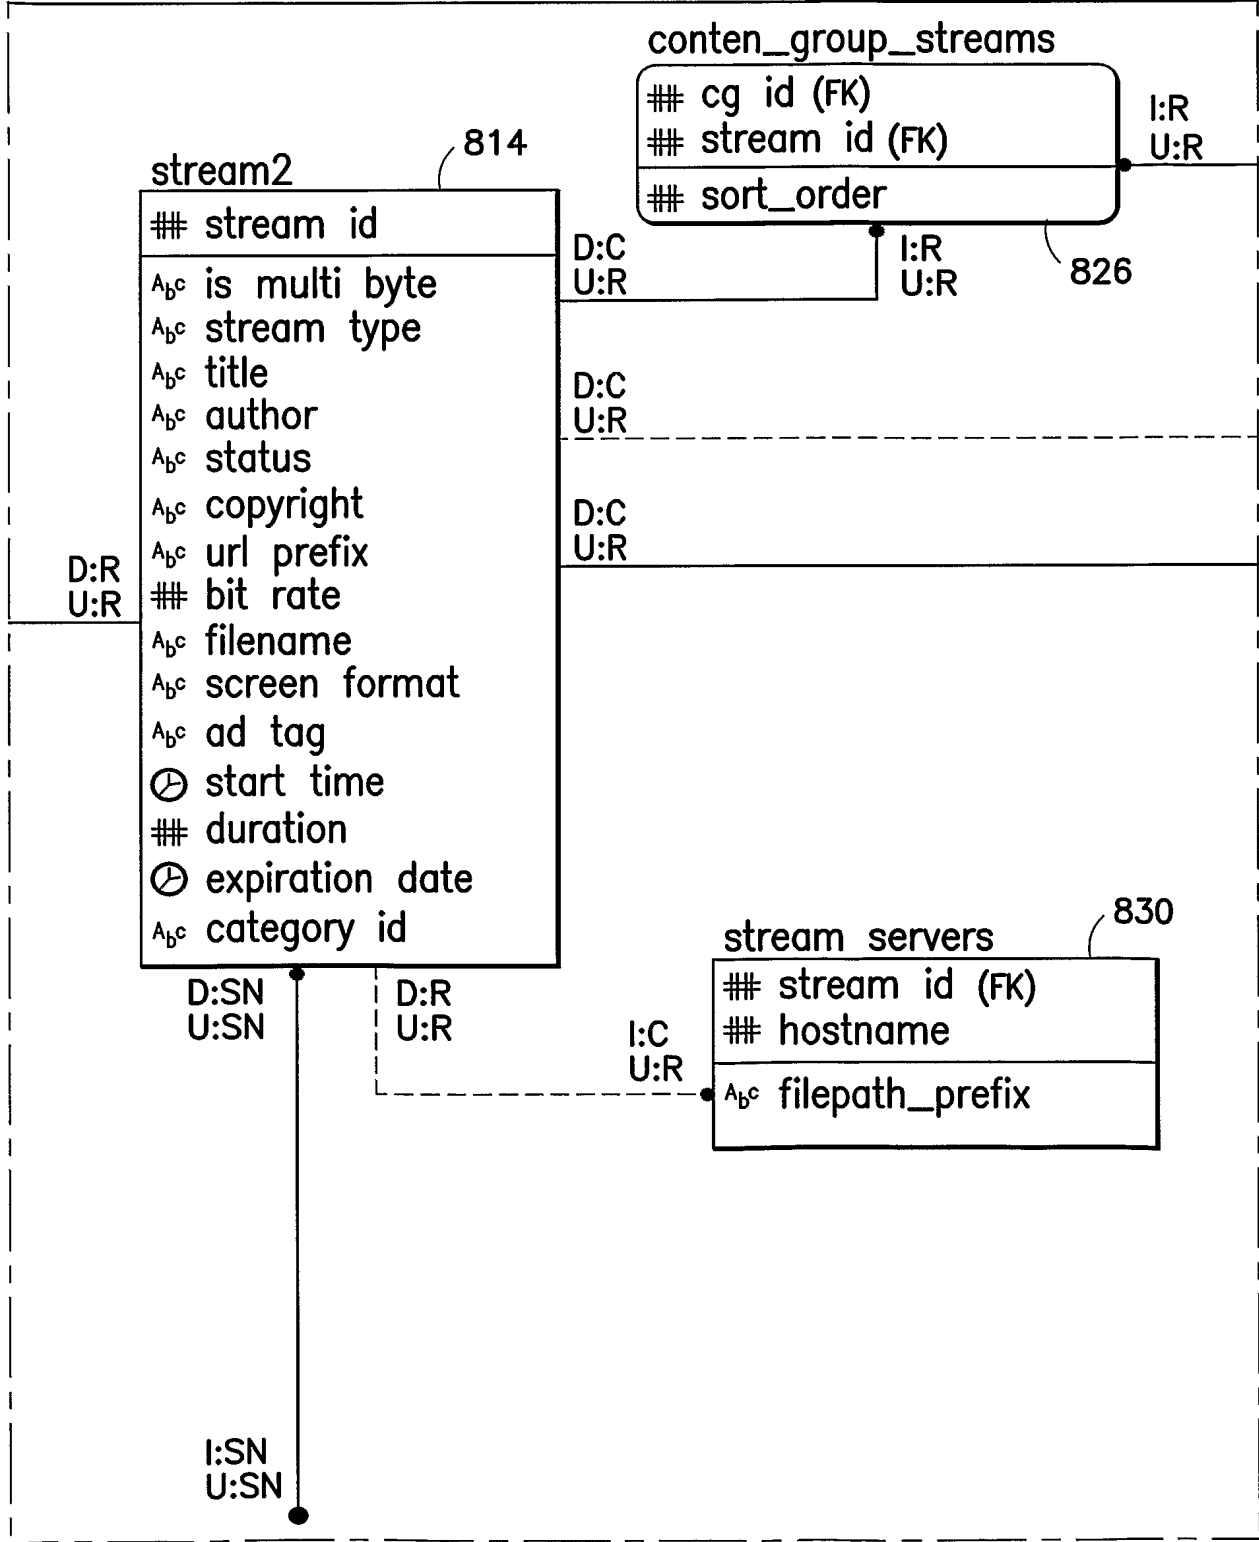 conten_group_streams
# cg id (FK)
# stream id (FK)
# sort_order
I:R
U:R
826
814
stream2
# stream id
Abc is multi byte
Abc stream type
Abc title
Abc author
Abc status
Abc copyright
Abc url prefix
# bit rate
Abc filename
Abc screen format
Abc ad tag
start time
# duration
expiration date
Abc category id
D:C
U:R
I:R
U:R
D:C
U:R
D:C
U:R
D:R
U:R
D:SN
U:SN
D:R
U:R
I:C
U:R
830
stream servers
# stream id (FK)
# hostname
Abc filepath_prefix
I:SN
U:SN